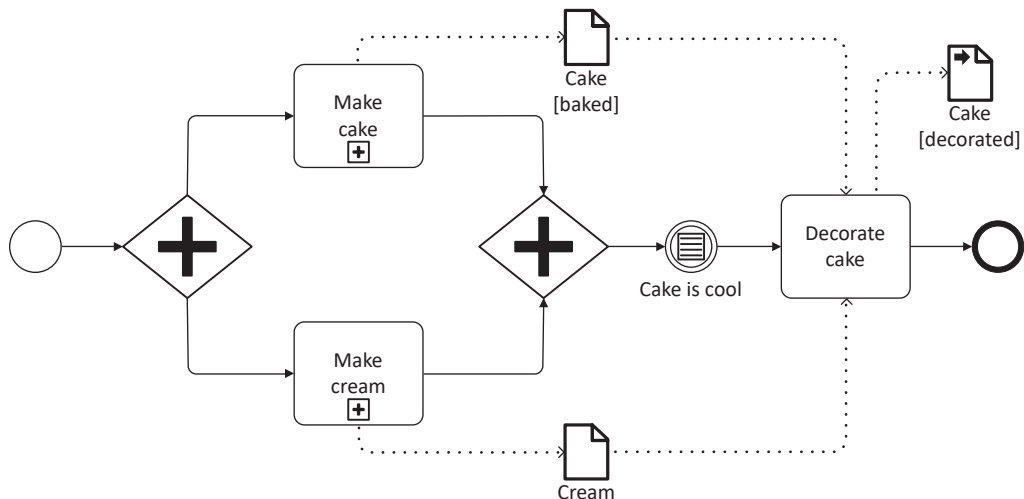 Make
cake
Cake
[baked]
Cake
[decorated]
Cake is cool
Decorate
cake
Make
cream
Cream